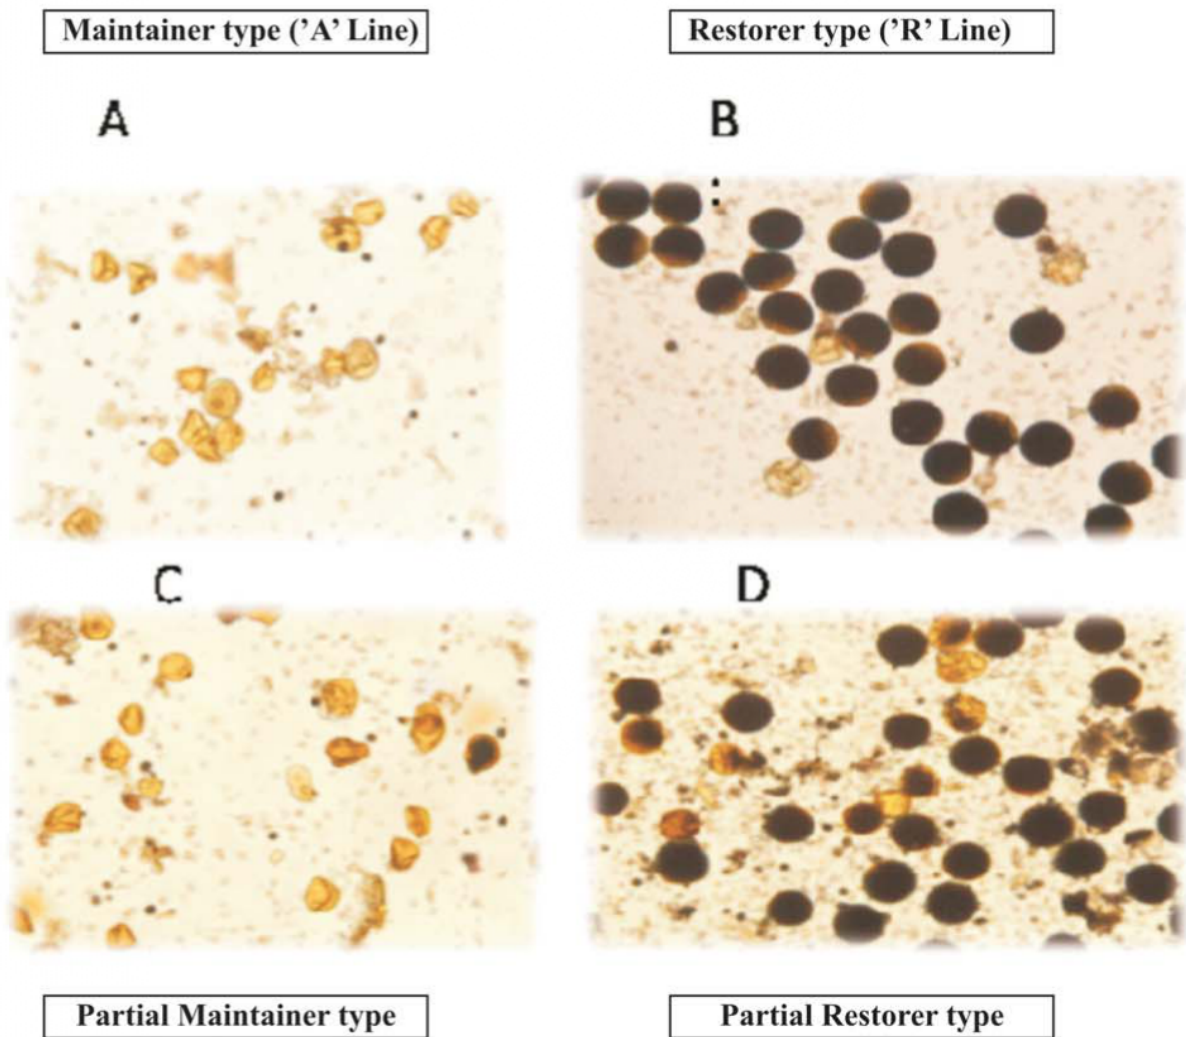 Maintainer type ('A' Line)
Restorer type ('R' Line)
A
B
C
D
Partial Maintainer type
Partial Restorer type